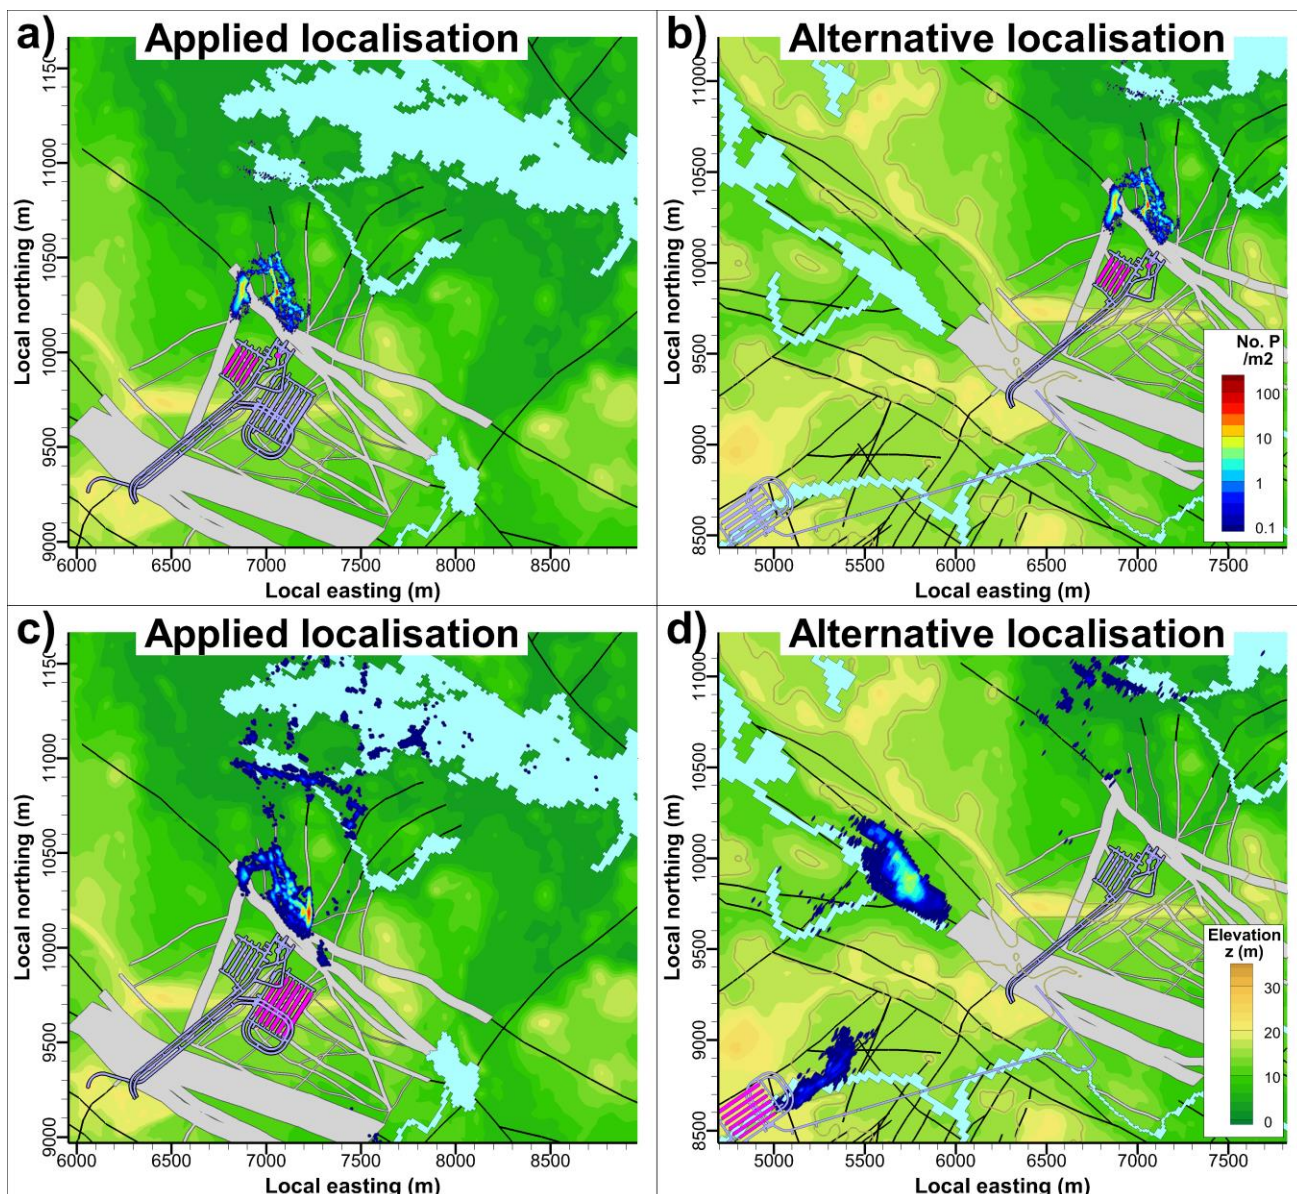 a) Applied localisation
b) Alternative localisation
Local northing (m)
1150
11000
10500
10000
9500
9000
6000 6500 7000 7500 8000 8500
Local easting (m)
Local northing (m)
11000
10500
10000
9500
9000
8500
5000 5500 6000 6500 7000 7500
Local easting (m)
No. P
/m2
100
10
1
0.1
c) Applied localisation
d) Alternative localisation
Local northing (m)
1150
11000
10500
10000
9500
9000
6000 6500 7000 7500 8000 8500
Local easting (m)
Local northing (m)
11000
10500
10000
9500
9000
8500
5000 5500 6000 6500 7000 7500
Local easting (m)
Elevation
z (m)
30
20
10
0